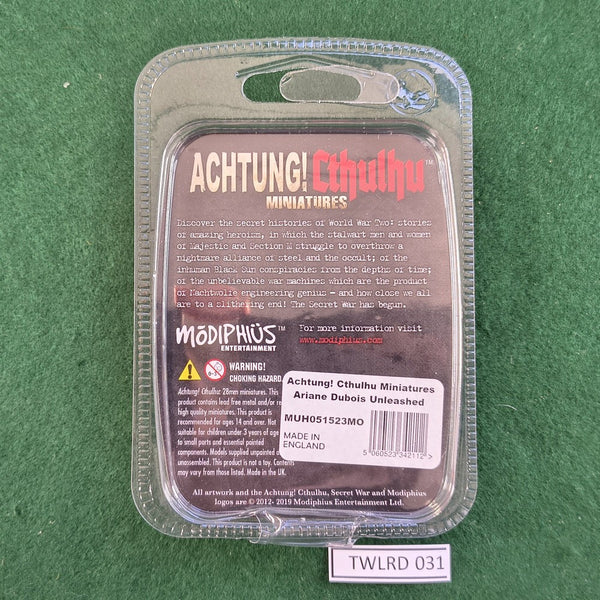 ACHTUNG! Cthulhu™
MINIATURES
Discover the secret histories of World War Two: stories
of amazing heroism, in which the stalwart men and women
of Majestic and Section M struggle to overthrow a
nightmare alliance of steel and the occult; of the
inhuman Black Sun conspiracies from the depths of time;
of the unbelievable war machines which are the product
of Nachtwolfe engineering genius – and how close we all
are to a slithering end! The Secret War has begun.
MōDIPHIÜS™
ENTERTAINMENT
For more information visit
www.modiphius.com
WARNING!
CHOKING HAZARD
Achtung! Cthulhu: 28mm miniatures. This
product contains lead free metal and/or
high quality miniatures. This product is
recommended for ages 14 and over. Not
suitable for children under 3 years of age
to small parts and essential pointed
components. Models supplied unpainted
unassembled. This product is not a toy. Contents
may vary from those listed. Made in the UK.
Achtung! Cthulhu Miniatures
Ariane Dubois Unleashed
MUH051523MO
MADE IN
ENGLAND
5 060523 342112 >
All artwork and the Achtung! Cthulhu, Secret War and Modiphius
logos are © 2012- 2019 Modiphius Entertainment Ltd.
TWLRD 031